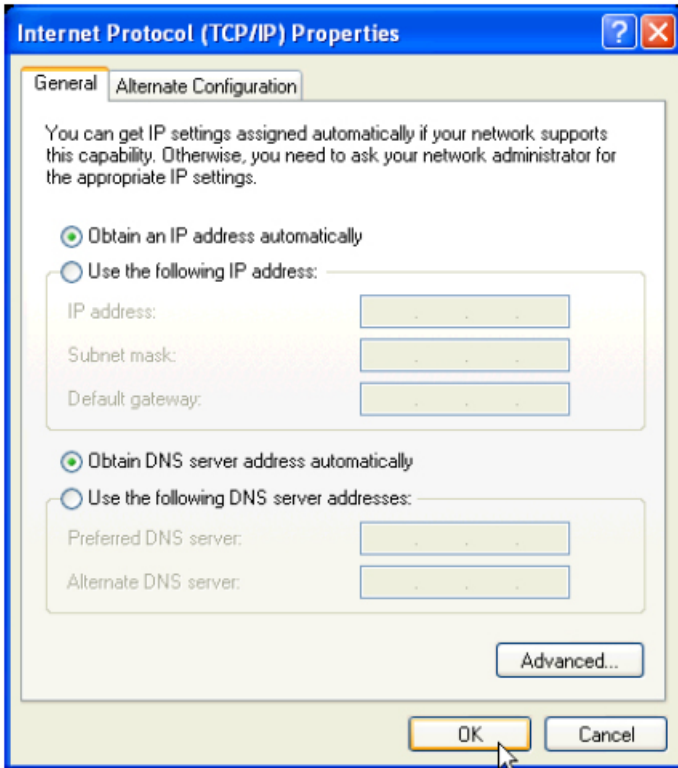 Internet Protocol (TCP/IP) Properties
General Alternate Configuration
You can get IP settings assigned automatically if your network supports
this capability. Otherwise, you need to ask your network administrator for
the appropriate IP settings.
Obtain an IP address automatically
Use the following IP address:
IP address:
Subnet mask:
Default gateway:
Obtain DNS server address automatically
Use the following DNS server addresses:
Preferred DNS server:
Alternate DNS server:
Advanced...
OK Cancel